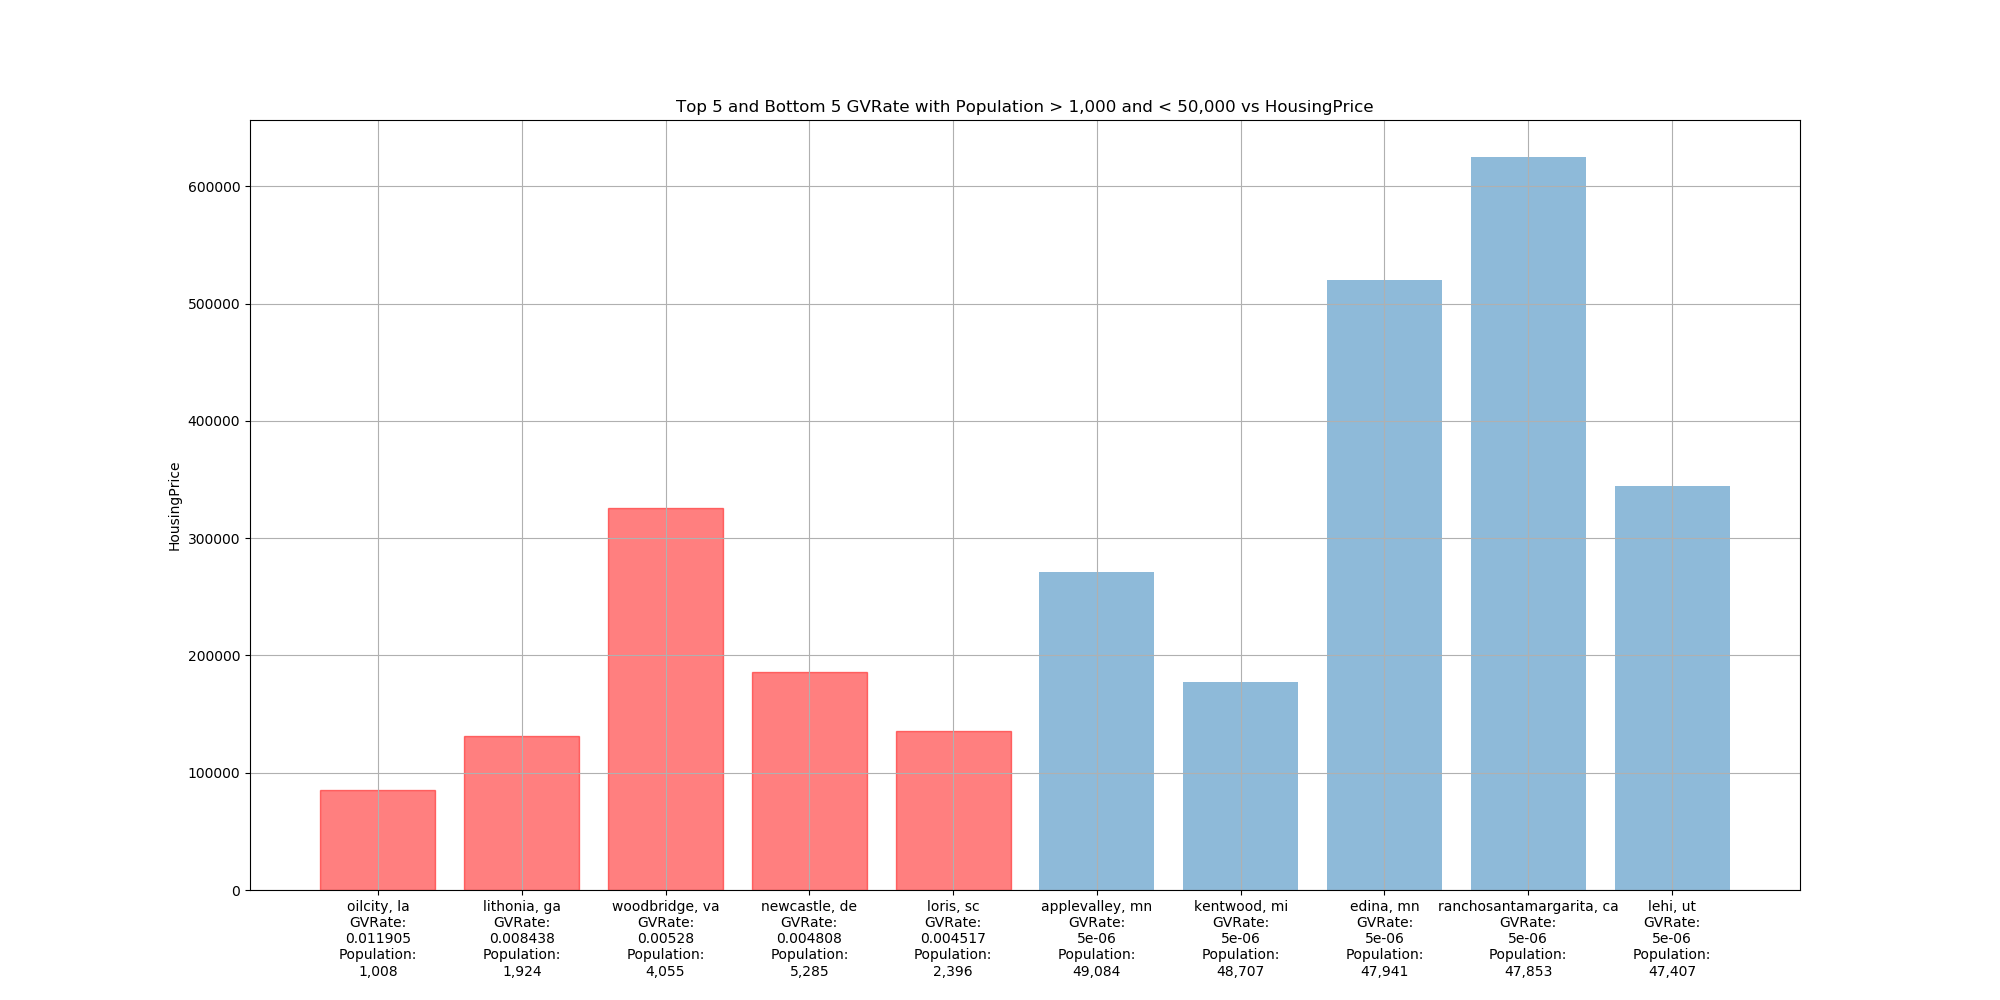 Top 5 and Bottom 5 GVRate with Population > 1,000 and < 50,000 vs HousingPrice
HousingPrice
600000
500000
400000
300000
200000
100000
0
oilcity, la
GVRate:
0.011905
Population:
1,008
lithonia, ga
GVRate:
0.008438
Population:
1,924
woodbridge, va
GVRate:
0.00528
Population:
4,055
newcastle, de
GVRate:
0.004808
Population:
5,285
loris, sc
GVRate:
0.004517
Population:
2,396
applevalley, mn
GVRate:
5e-06
Population:
49,084
kentwood, mi
GVRate:
5e-06
Population:
48,707
edina, mn
GVRate:
5e-06
Population:
47,941
ranchosantamargarita, ca
GVRate:
5e-06
Population:
47,853
lehi, ut
GVRate:
5e-06
Population:
47,407